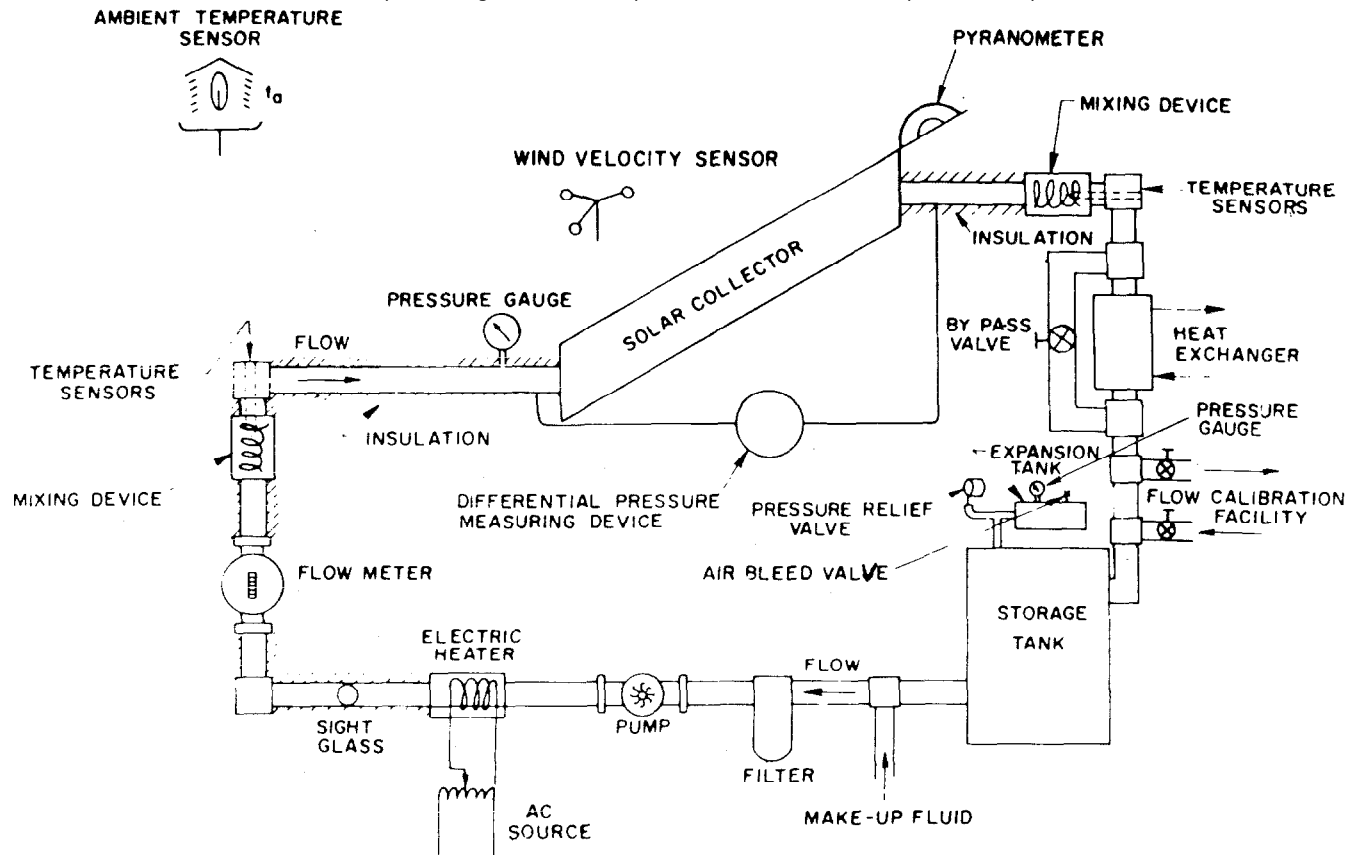 AMBIENT TEMPERATURE
SENSOR
ta
PYRANOMETER
MIXING DEVICE
WIND VELOCITY SENSOR
TEMPERATURE
SENSORS
INSULATION
SOLAR COLLECTOR
PRESSURE GAUGE
FLOW
BY PASS
VALVE
HEAT
EXCHANGER
TEMPERATURE
SENSORS
INSULATION
PRESSURE
GAUGE
EXPANSION
TANK
MIXING DEVICE
DIFFERENTIAL PRESSURE
MEASURING DEVICE
PRESSURE RELIEF
VALVE
FLOW CALIBRATION
FACILITY
FLOW METER
AIR BLEED VALVE
STORAGE
TANK
ELECTRIC
HEATER
FLOW
SIGHT
GLASS
PUMP
FILTER
AC
SOURCE
MAKE-UP FLUID